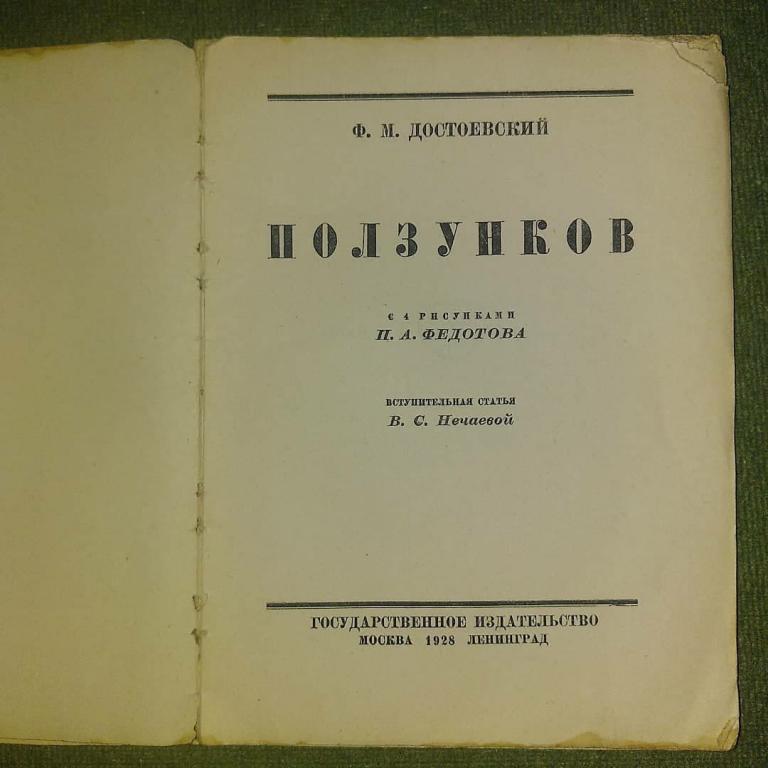 Ф. М. ДОСТОЕВСКИЙ
ПОЛЗУНКОВ
С 4 РИСУНКАМИ
П. А. ФЕДОТОВА
ВСТУПИТЕЛЬНАЯ СТАТЬЯ
В. С. Нечаевой
ГОСУДАРСТВЕННОЕ ИЗДАТЕЛЬСТВО
МОСКВА 1928 ЛЕНИНГРАД